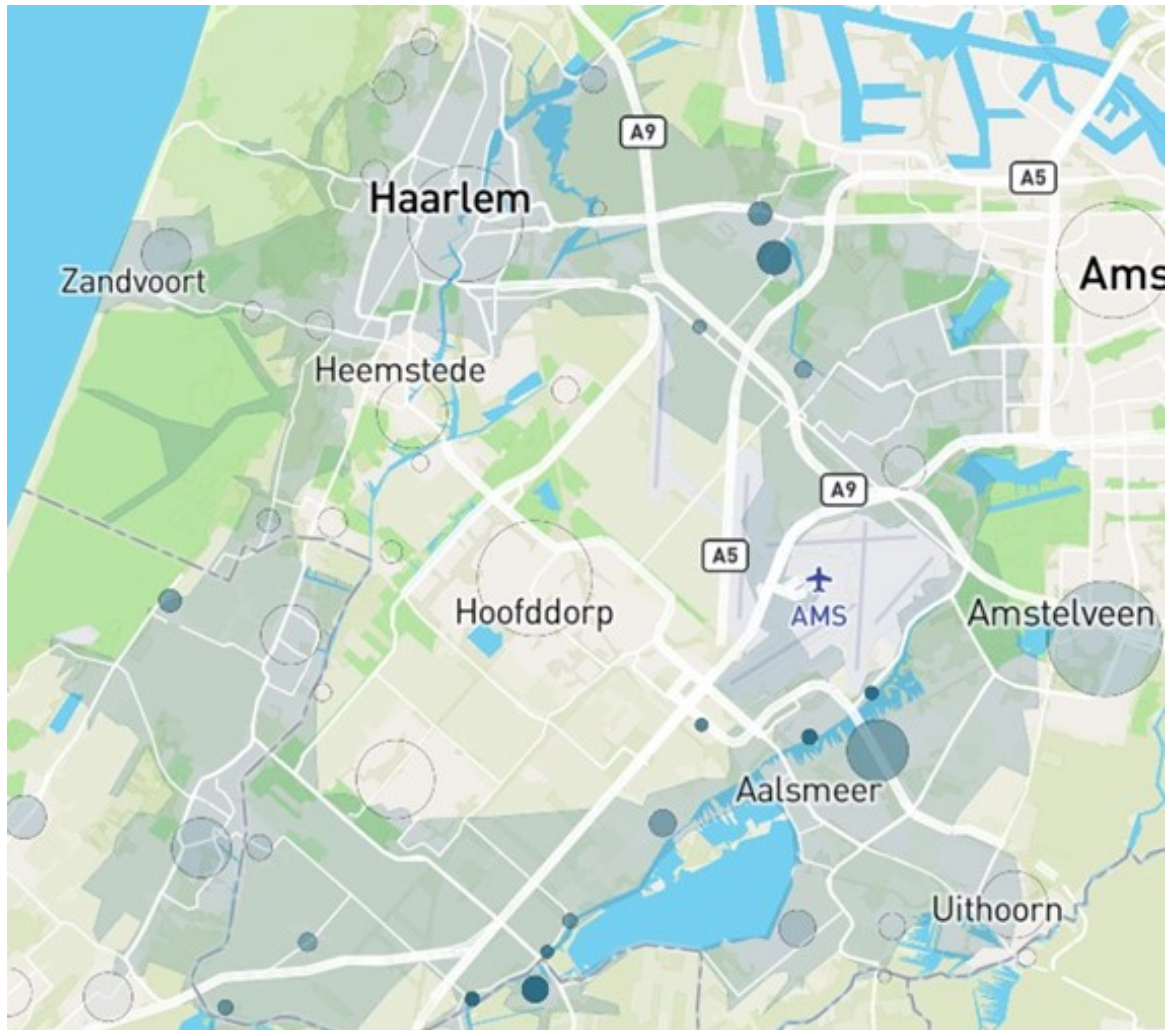 A9
A5
Haarlem
Ams
Zandvoort
Heemstede
A9
A5
AMS
Hoofddorp
Amstelveen
Aalsmeer
Uithoorn